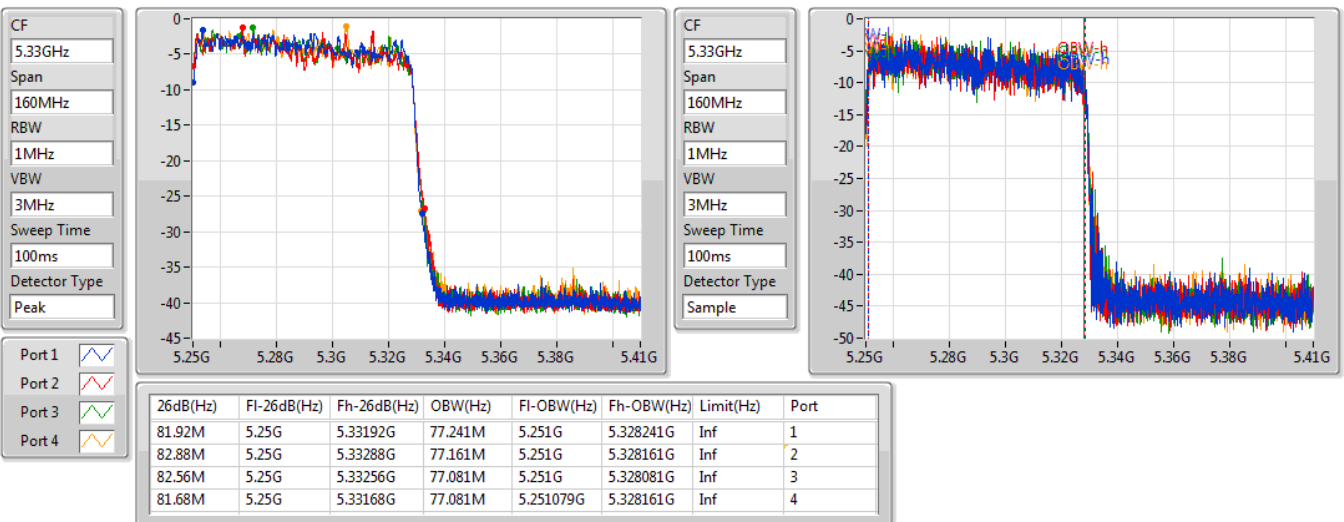 CF
5.33GHz
Span
160MHz
RBW
1MHz
VBW
3MHz
Sweep Time
100ms
Detector Type
Peak
0
-5
-10
-15
-20
-25
-30
-35
-40
-45
5.25G 5.28G 5.3G 5.32G 5.34G 5.36G 5.38G 5.41G
CF
5.33GHz
Span
160MHz
RBW
1MHz
VBW
3MHz
Sweep Time
100ms
Detector Type
Sample
0
-5
-10
-15
-20
-25
-30
-35
-40
-45
-50
OBW-h
OBW-h
5.25G 5.28G 5.3G 5.32G 5.34G 5.36G 5.38G 5.41G
Port 1
Port 2
Port 3
Port 4
26dB(Hz) Fl-26dB(Hz) Fh-26dB(Hz) OBW(Hz) Fl-OBW(Hz) Fh-OBW(Hz) Limit(Hz) Port
81.92M 5.25G 5.33192G 77.241M 5.251G 5.328241G Inf 1
82.88M 5.25G 5.33288G 77.161M 5.251G 5.328161G Inf 2
82.56M 5.25G 5.33256G 77.081M 5.251G 5.328081G Inf 3
81.68M 5.25G 5.33168G 77.081M 5.251079G 5.328161G Inf 4